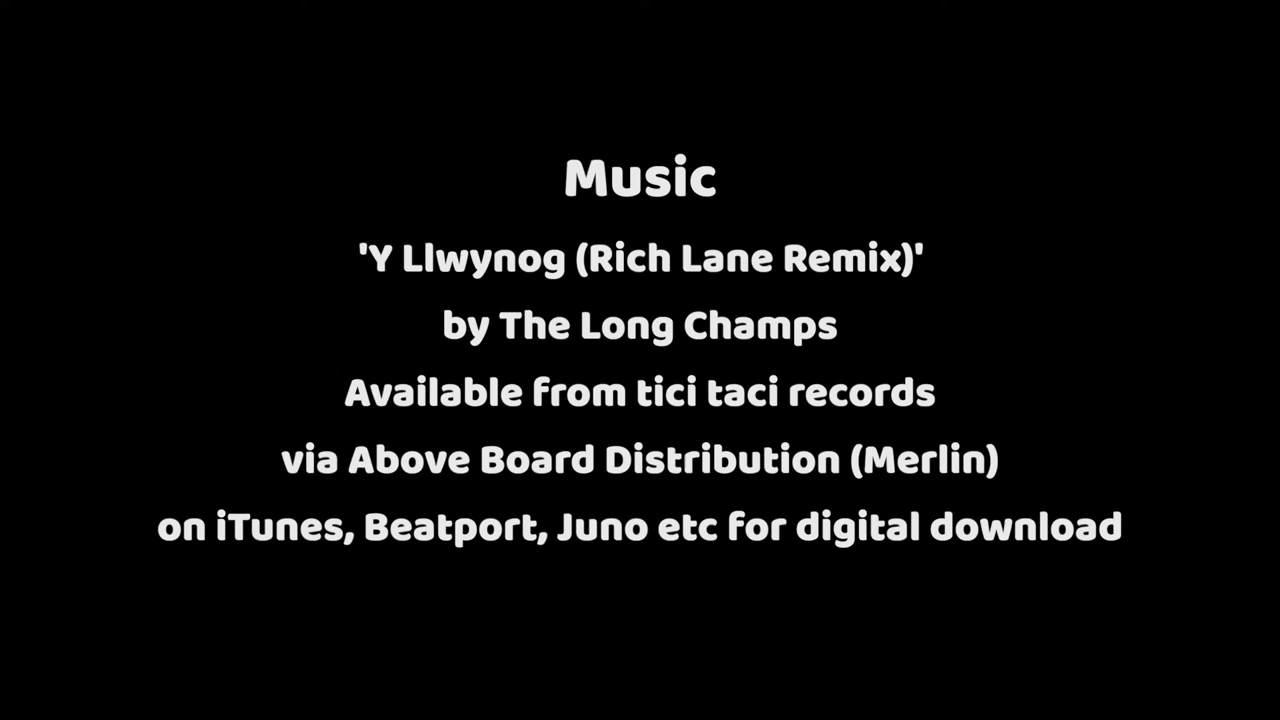 Music
'Y Llwynog (Rich Lane Remix)'
by The Long Champs
Available from tici taci records
via Above Board Distribution (Merlin)
on iTunes, Beatport, Juno etc for digital download